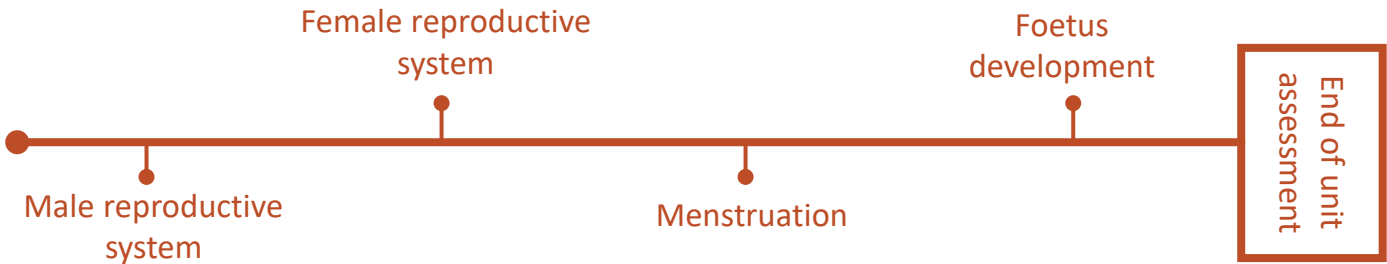 Female reproductive
system
Foetus
development
End of unit
assessment
Male reproductive
system
Menstruation